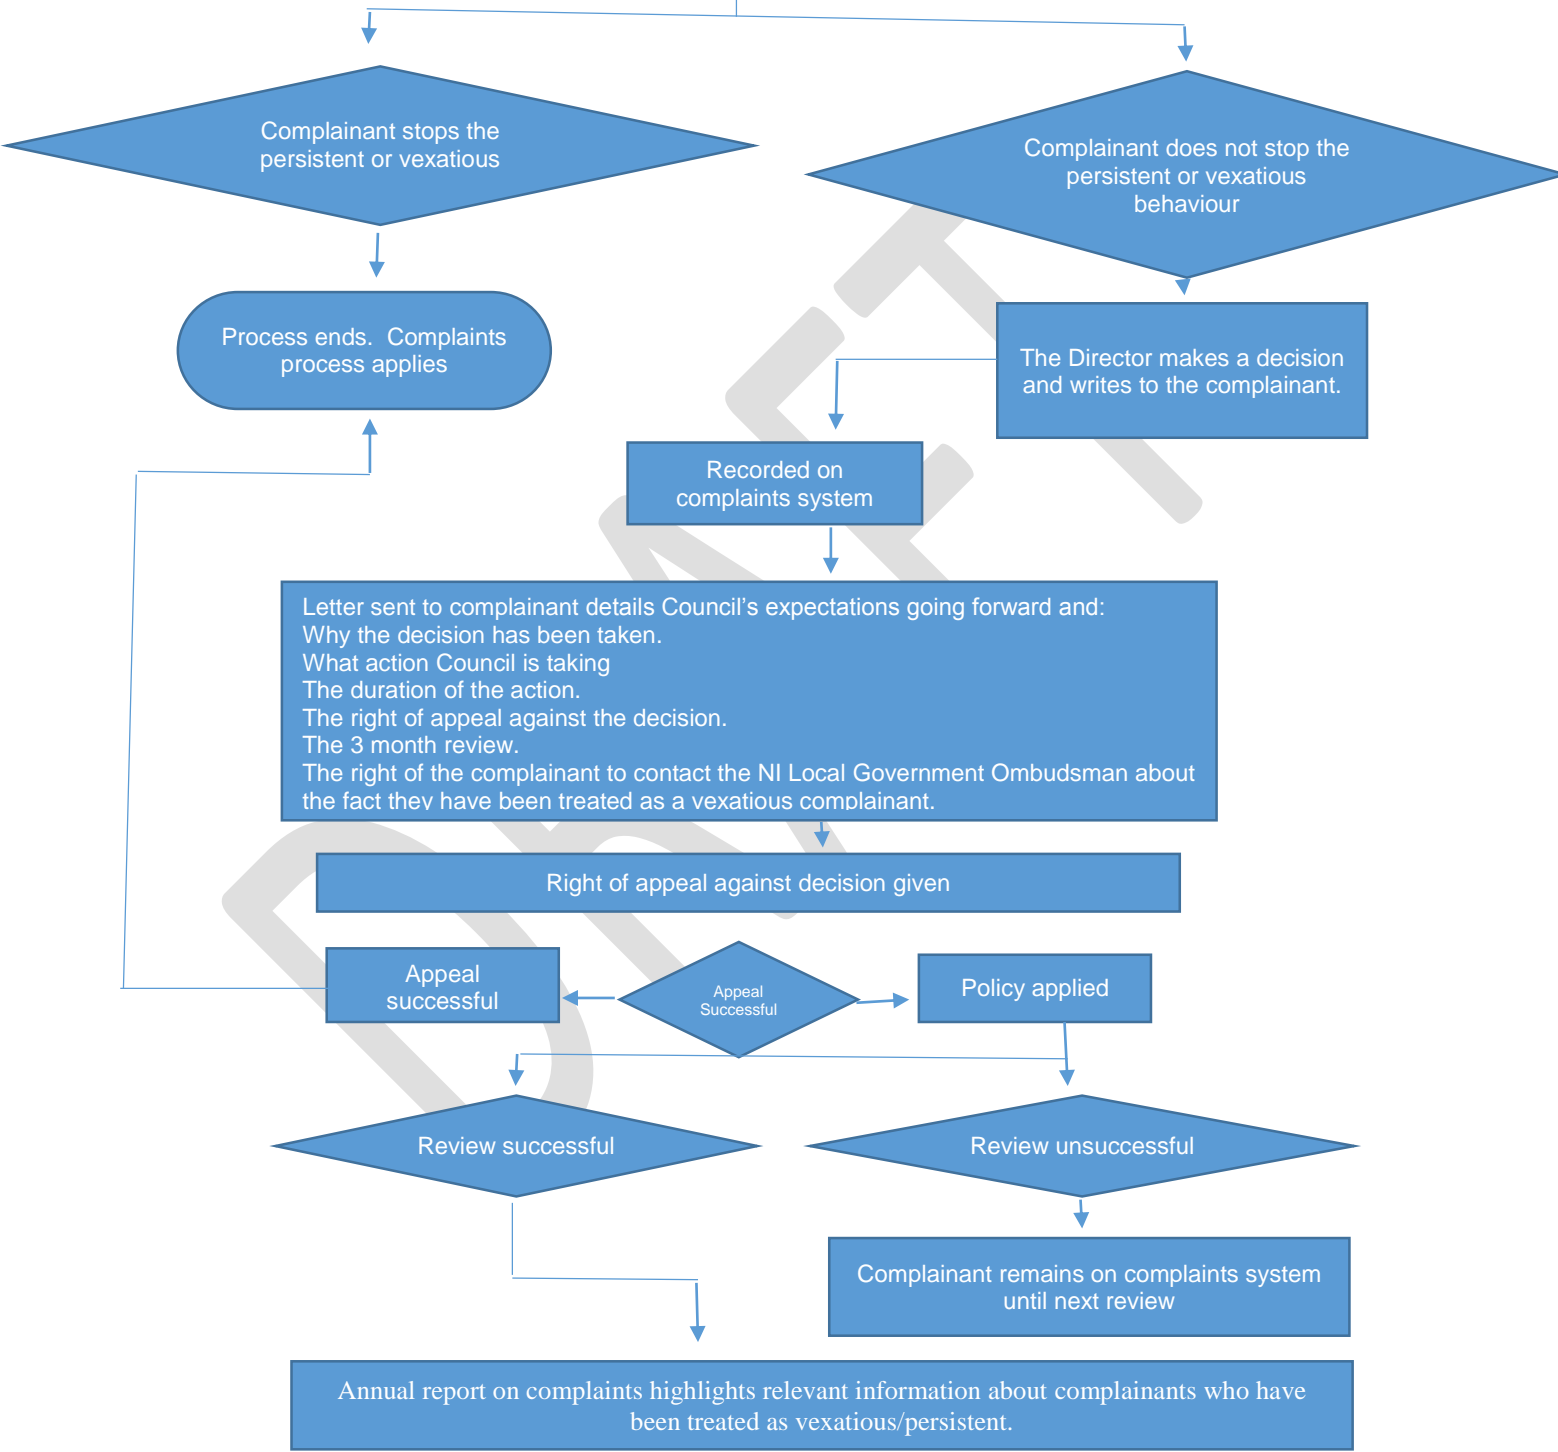 Complainant stops the
persistent or vexatious
Complainant does not stop the
persistent or vexatious
behaviour
Process ends.  Complaints
process applies
The Director makes a decision
and writes to the complainant.
Recorded on
complaints system
Letter sent to complainant details Council’s expectations going forward and:
Why the decision has been taken.
What action Council is taking
The duration of the action.
The right of appeal against the decision.
The 3 month review.
The right of the complainant to contact the NI Local Government Ombudsman about
the fact they have been treated as a vexatious complainant.
Right of appeal against decision given
Appeal
successful
Appeal
Successful
Policy applied
Review successful
Review unsuccessful
Complainant remains on complaints system
until next review
Annual report on complaints highlights relevant information about complainants who have
been treated as vexatious/persistent.
DRAFT